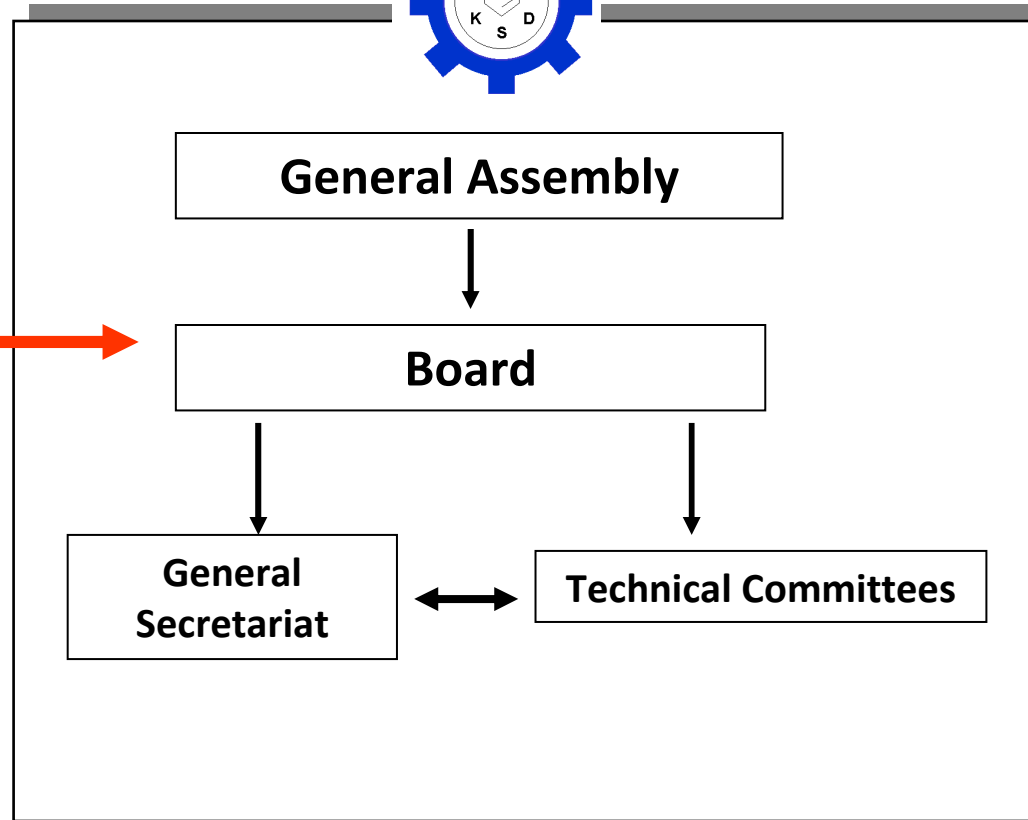 K D
S
General Assembly
Board
General
Secretariat
Technical Committees